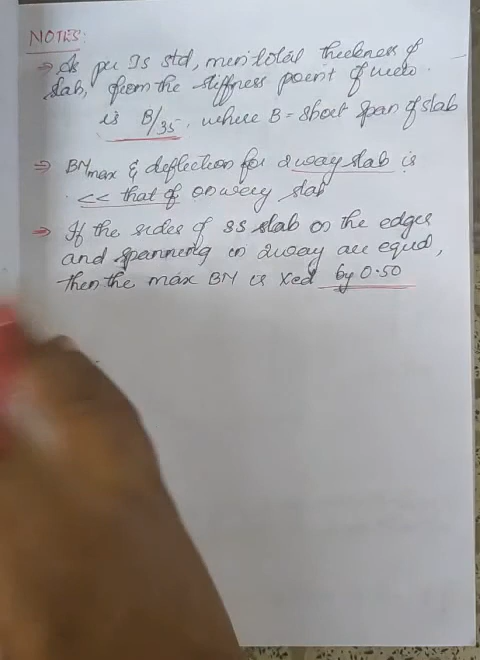 NOTES:
⇒ As per Is std, min total thickness of
slab, from the stiffness point of view
is B/35, where B = short span of slab
⇒ BMmax & deflection for 2way slab is
<< that of oneway slab
⇒ If the sides of SS slab on the edges
and spanning in 2way are equal,
then the max BM is xed by 0.50